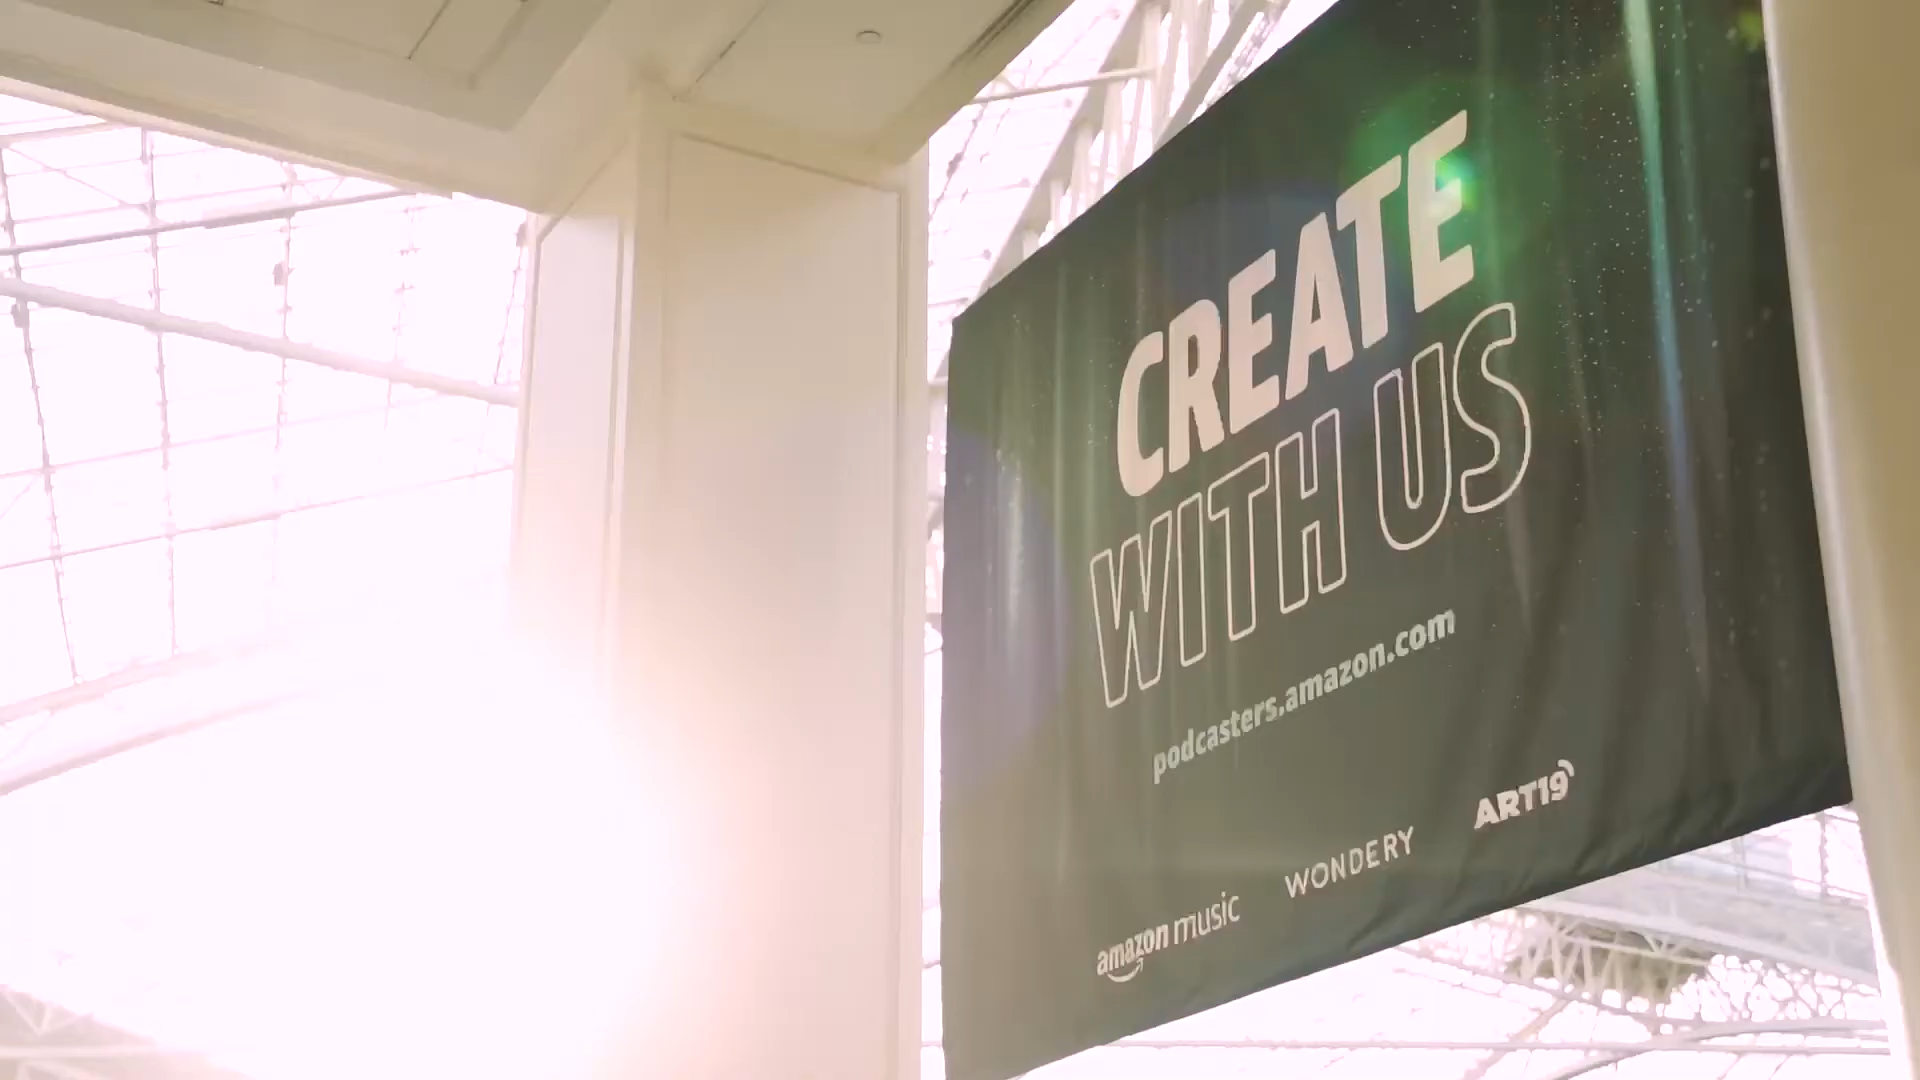 CREATE
WITH US
podcasters.amazon.com
amazon music
WONDERY
ART19